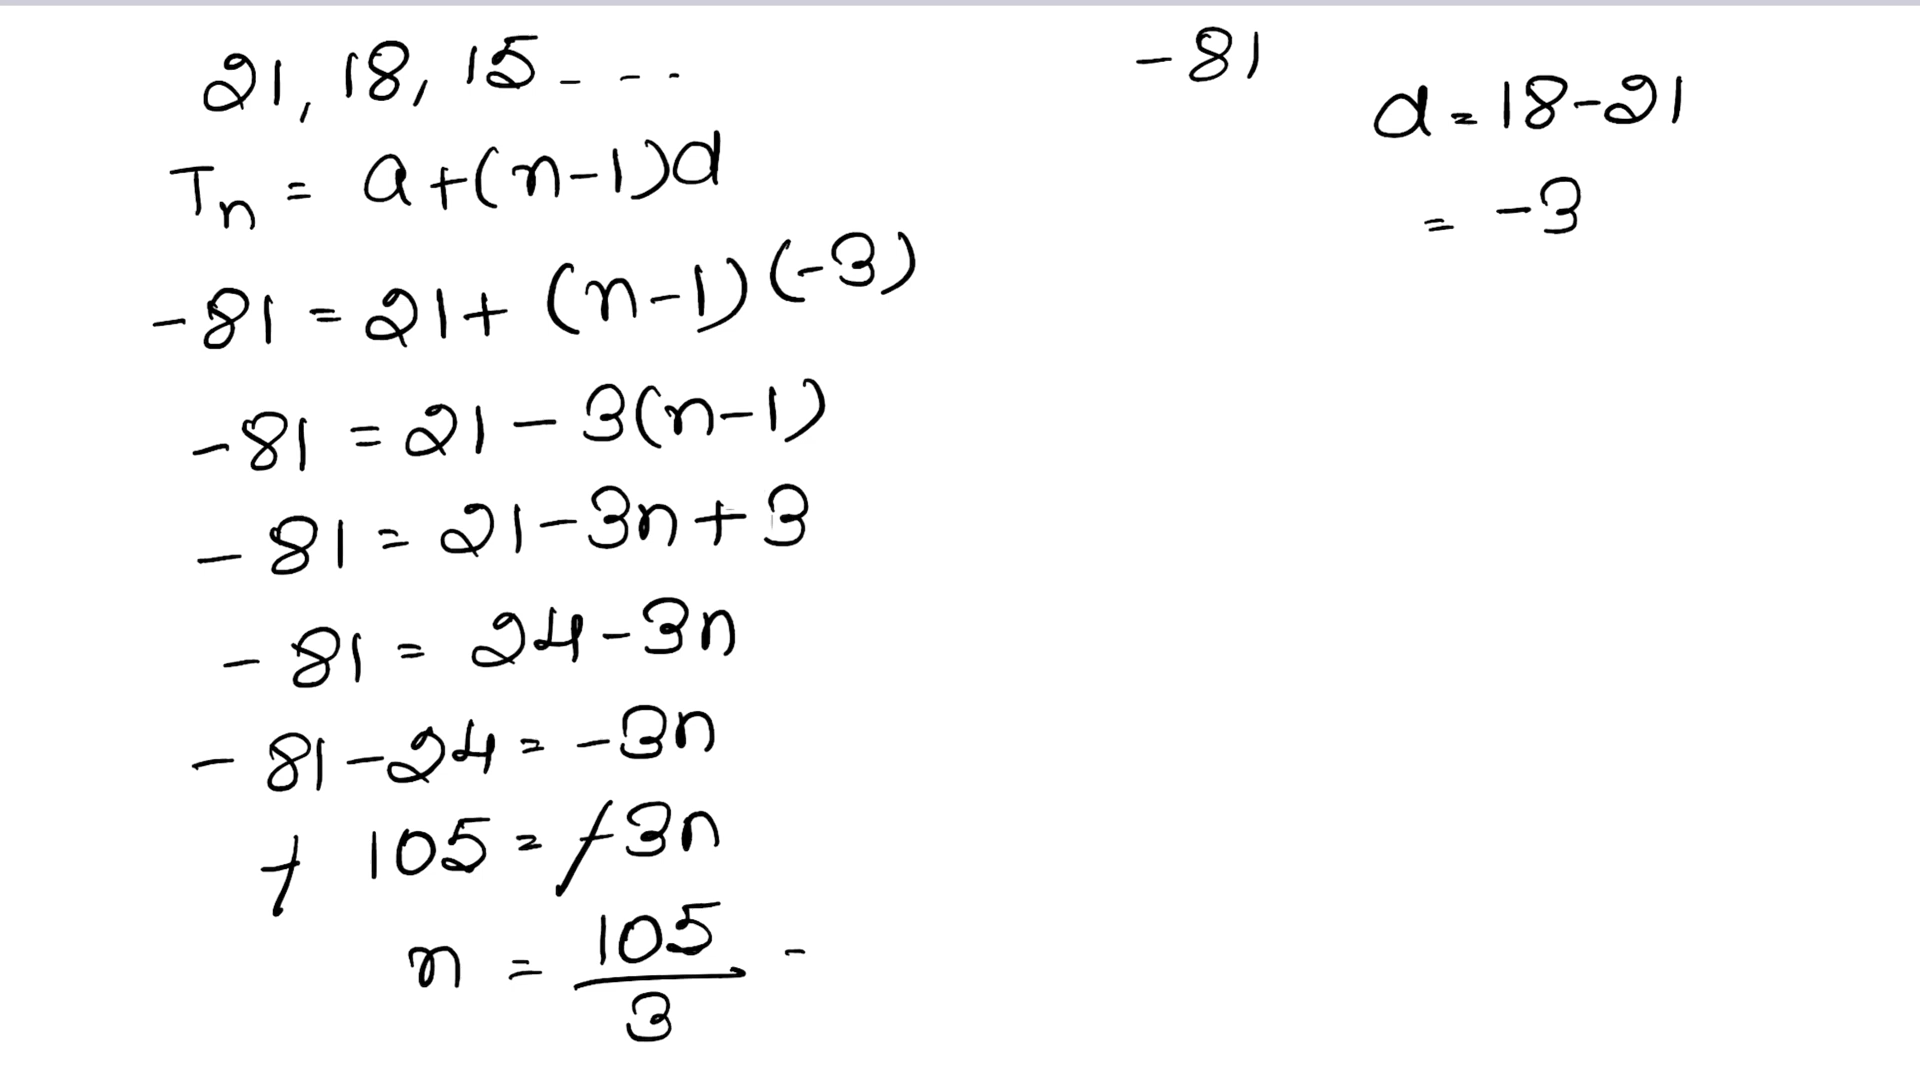 21, 18, 15 - - -
-81
d = 18-21
= -3
Tn = a+(n-1)d
-81 = 21+ (n-1)(-3)
-81 = 21 - 3(n-1)
-81 = 21-3n+3
-81 = 24-3n
-81-24 = -3n
+ 105 = +3n
n = 105/3 -